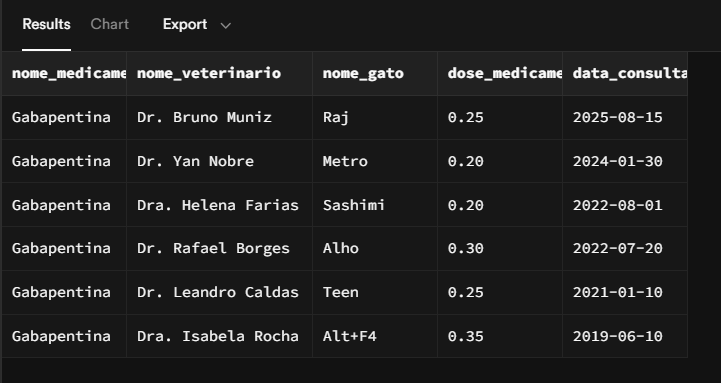 Results Chart Export
nome_medicame nome_veterinario nome_gato dose_medicame data_consulta
Gabapentina Dr. Bruno Muniz Raj 0.25 2025-08-15
Gabapentina Dr. Yan Nobre Metro 0.20 2024-01-30
Gabapentina Dra. Helena Farias Sashimi 0.20 2022-08-01
Gabapentina Dr. Rafael Borges Alho 0.30 2022-07-20
Gabapentina Dr. Leandro Caldas Teen 0.25 2021-01-10
Gabapentina Dra. Isabela Rocha Alt+F4 0.35 2019-06-10